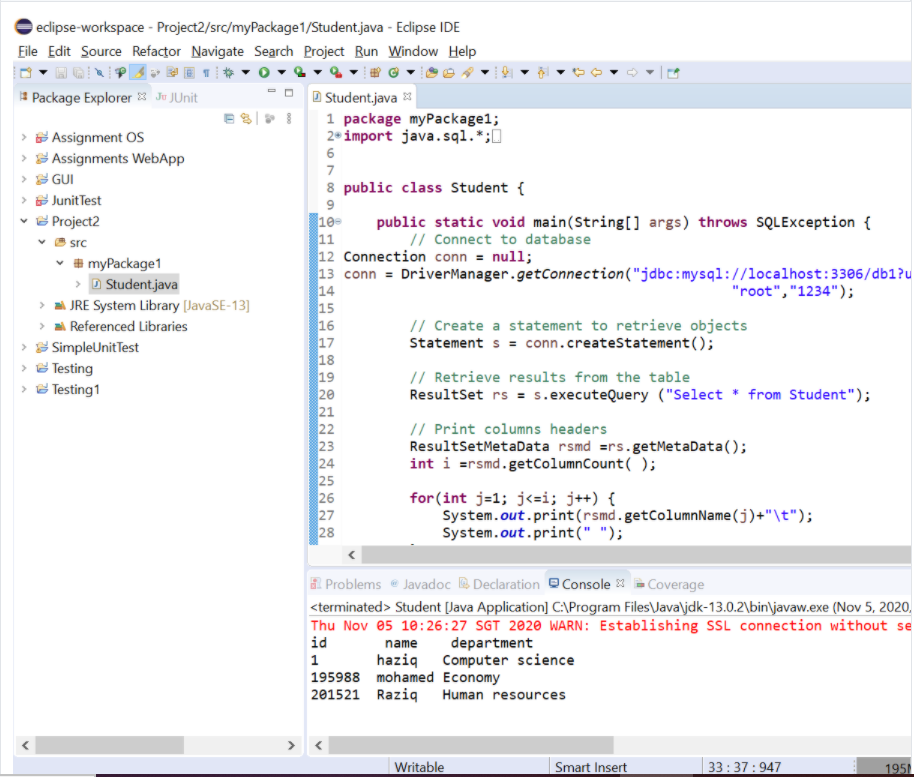 eclipse-workspace - Project2/src/myPackage1/Student.java - Eclipse IDE
File Edit Source Refactor Navigate Search Project Run Window Help
Package Explorer JUnit
Student.java
Assignment OS
Assignments WebApp
GUI
JunitTest
Project2
src
myPackage1
Student.java
JRE System Library [JavaSE-13]
Referenced Libraries
SimpleUnitTest
Testing
Testing1
1 package myPackage1;
2 import java.sql.*;
6
7
8 public class Student {
9
10 public static void main(String[] args) throws SQLException {
11 // Connect to database
12 Connection conn = null;
13 conn = DriverManager.getConnection("jdbc:mysql://localhost:3306/db1?u
14 "root","1234");
15
16 // Create a statement to retrieve objects
17 Statement s = conn.createStatement();
18
19 // Retrieve results from the table
20 ResultSet rs = s.executeQuery ("Select * from Student");
21
22 // Print columns headers
23 ResultSetMetaData rsmd =rs.getMetaData();
24 int i =rsmd.getColumnCount( );
25
26 for(int j=1; j<=i; j++) {
27 System.out.print(rsmd.getColumnName(j)+"\t");
28 System.out.print(" ");
Problems Javadoc Declaration Console Coverage
<terminated> Student [Java Application] C:\Program Files\Java\jdk-13.0.2\bin\javaw.exe (Nov 5, 2020,
Thu Nov 05 10:26:27 SGT 2020 WARN: Establishing SSL connection without se
id name department
1 haziq Computer science
195988 mohamed Economy
201521 Raziq Human resources
Writable Smart Insert 33 : 37 : 947